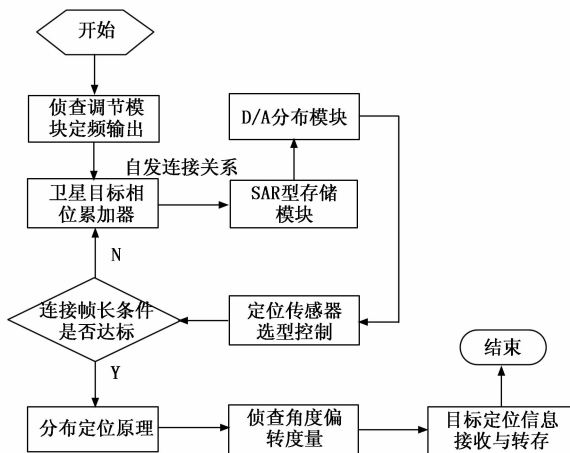 开始
侦查调节模
块定频输出
D/A分布模块
自发连接关系
卫星目标相
位累加器
SAR型存储
模块
N
连接帧长条件
是否达标
定位传感器
选型控制
Y
结束
分布定位原理
侦查角度偏
转度量
目标定位信息
接收与转存